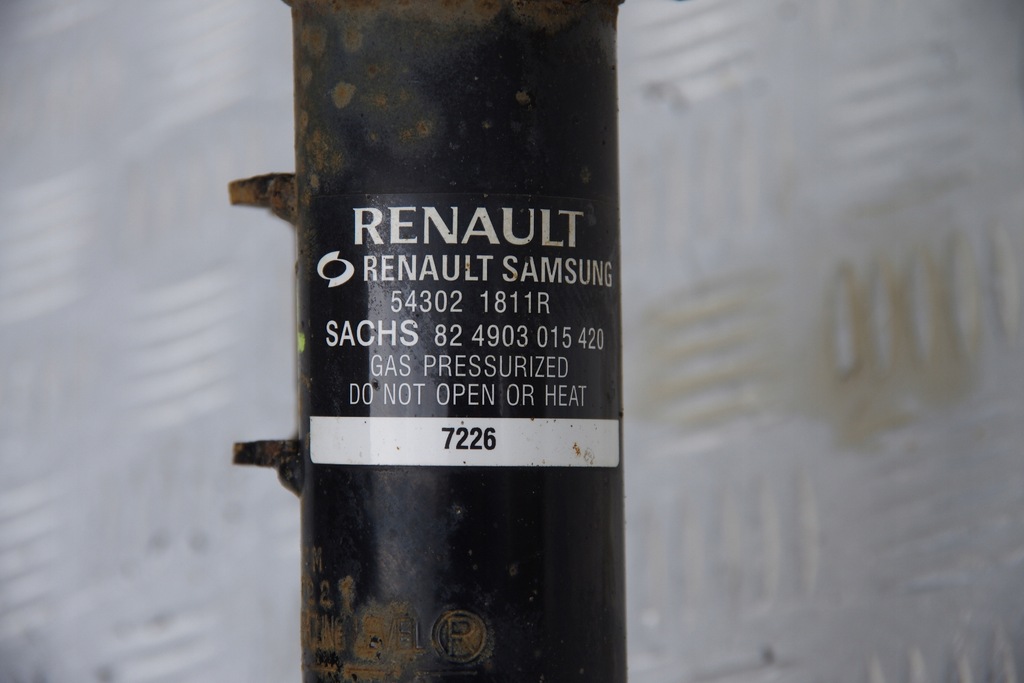 RENAULT
RENAULT SAMSUNG
54302 1811R
SACHS 82 4903 015 420
GAS PRESSURIZED
DO NOT OPEN OR HEAT
7226
R